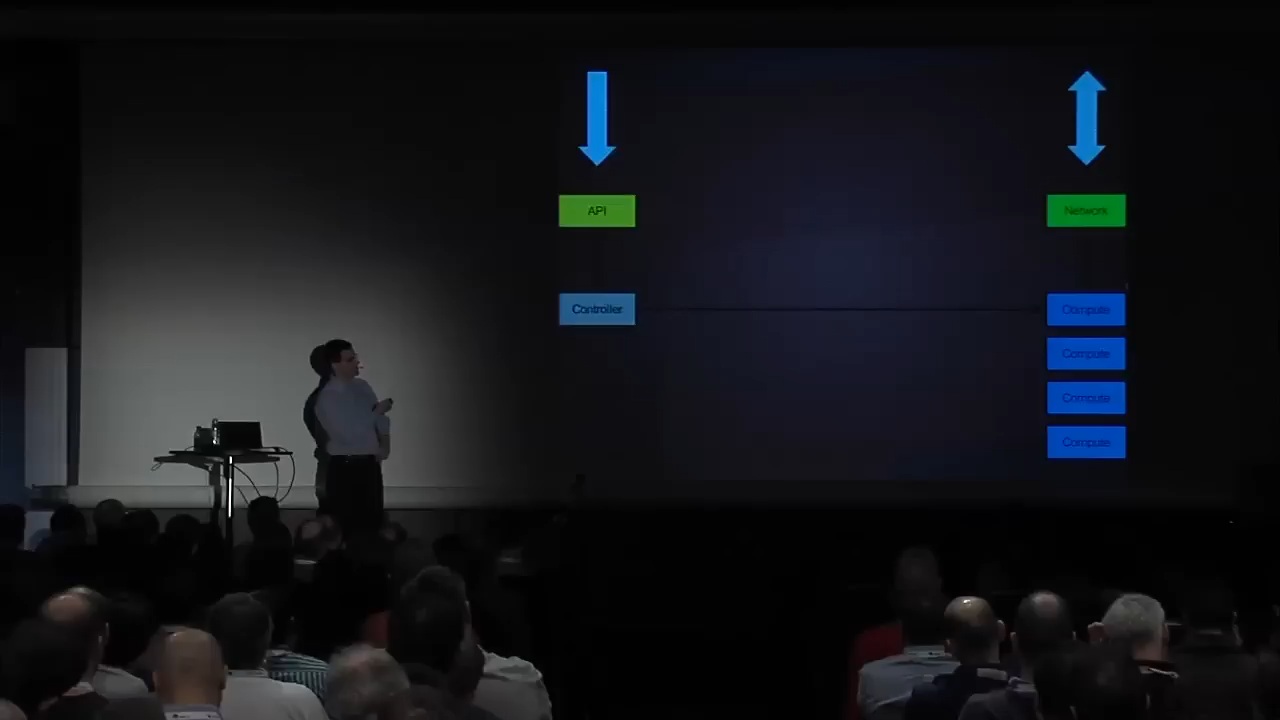 API
Network
Controller
Compute
Compute
Compute
Compute